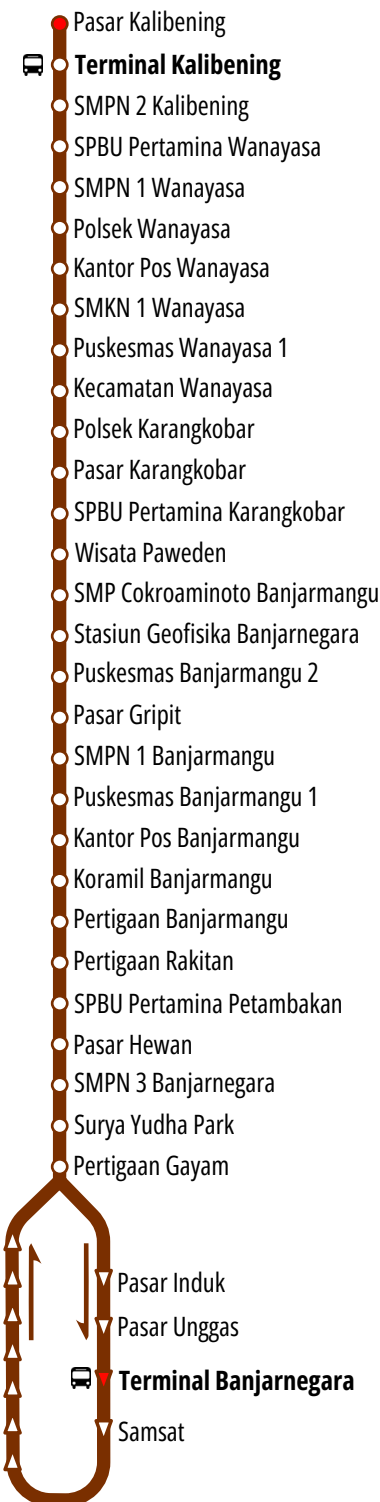 Pasar Kalibening
Terminal Kalibening
SMPN 2 Kalibening
SPBU Pertamina Wanayasa
SMPN 1 Wanayasa
Polsek Wanayasa
Kantor Pos Wanayasa
SMKN 1 Wanayasa
Puskesmas Wanayasa 1
Kecamatan Wanayasa
Polsek Karangkobar
Pasar Karangkobar
SPBU Pertamina Karangkobar
Wisata Paweden
SMP Cokroaminoto Banjarmangu
Stasiun Geofisika Banjarnegara
Puskesmas Banjarmangu 2
Pasar Gripit
SMPN 1 Banjarmangu
Puskesmas Banjarmangu 1
Kantor Pos Banjarmangu
Koramil Banjarmangu
Pertigaan Banjarmangu
Pertigaan Rakitan
SPBU Pertamina Petambakan
Pasar Hewan
SMPN 3 Banjarnegara
Surya Yudha Park
Pertigaan Gayam
Pasar Induk
Pasar Unggas
Terminal Banjarnegara
Samsat